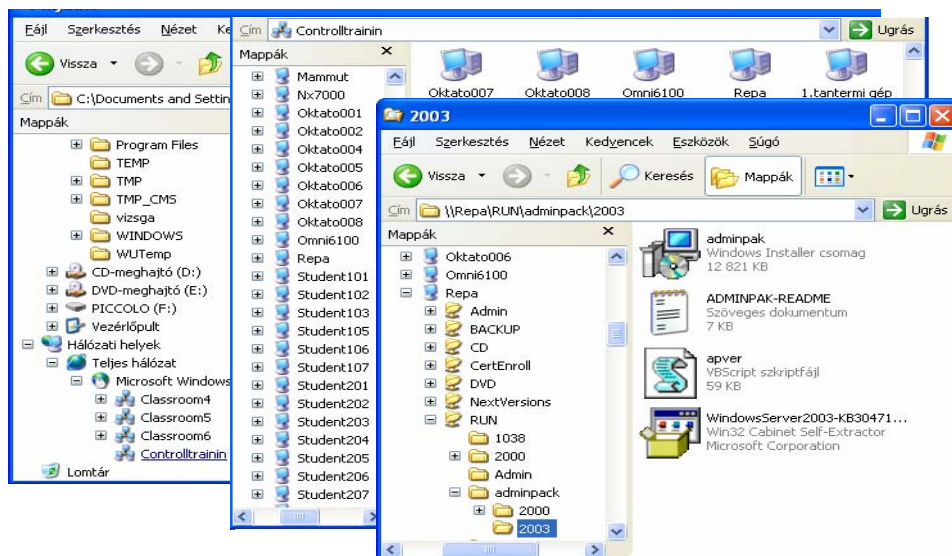 Fájl Szerkesztés Nézet
Vissza
Cím C:\Documents and Settin
Mappák
Program Files
TEMP
TMP
TMP_CMS
vizsga
WINDOWS
WUTemp
CD-meghajtó (D:)
DVD-meghajtó (E:)
PICCOLO (F:)
Vezérlőpult
Hálózati helyek
Teljes hálózat
Microsoft Windows
Classroom4
Classroom5
Classroom6
Controlltrainin
Lomtár
Cím Controlltrainin Ugrás
Mappák
Mammut
Nx7000
Oktato001
Oktato002
Oktato004
Oktato005
Oktato006
Oktato007
Oktato008
Omni6100
Repa
Student101
Student102
Student103
Student105
Student106
Student107
Student201
Student202
Student203
Student204
Student205
Student206
Student207
Oktato007 Oktato008 Omni6100 Repa 1.tantermi gép
2003
Fájl Szerkesztés Nézet Kedvencek Eszközök Súgó
Vissza Keresés Mappák
Cím \\Repa\RUN\adminpack\2003 Ugrás
Mappák
Oktato006
Omni6100
Repa
Admin
BACKUP
CD
CertEnroll
DVD
NextVersions
RUN
1038
2000
Admin
adminpack
2000
2003
adminpak
Windows Installer csomag
12 821 KB
ADMINPAK-README
Szöveges dokumentum
7 KB
apver
VBScript szkriptfájl
59 KB
WindowsServer2003-KB30471...
Win32 Cabinet Self-Extractor
Microsoft Corporation